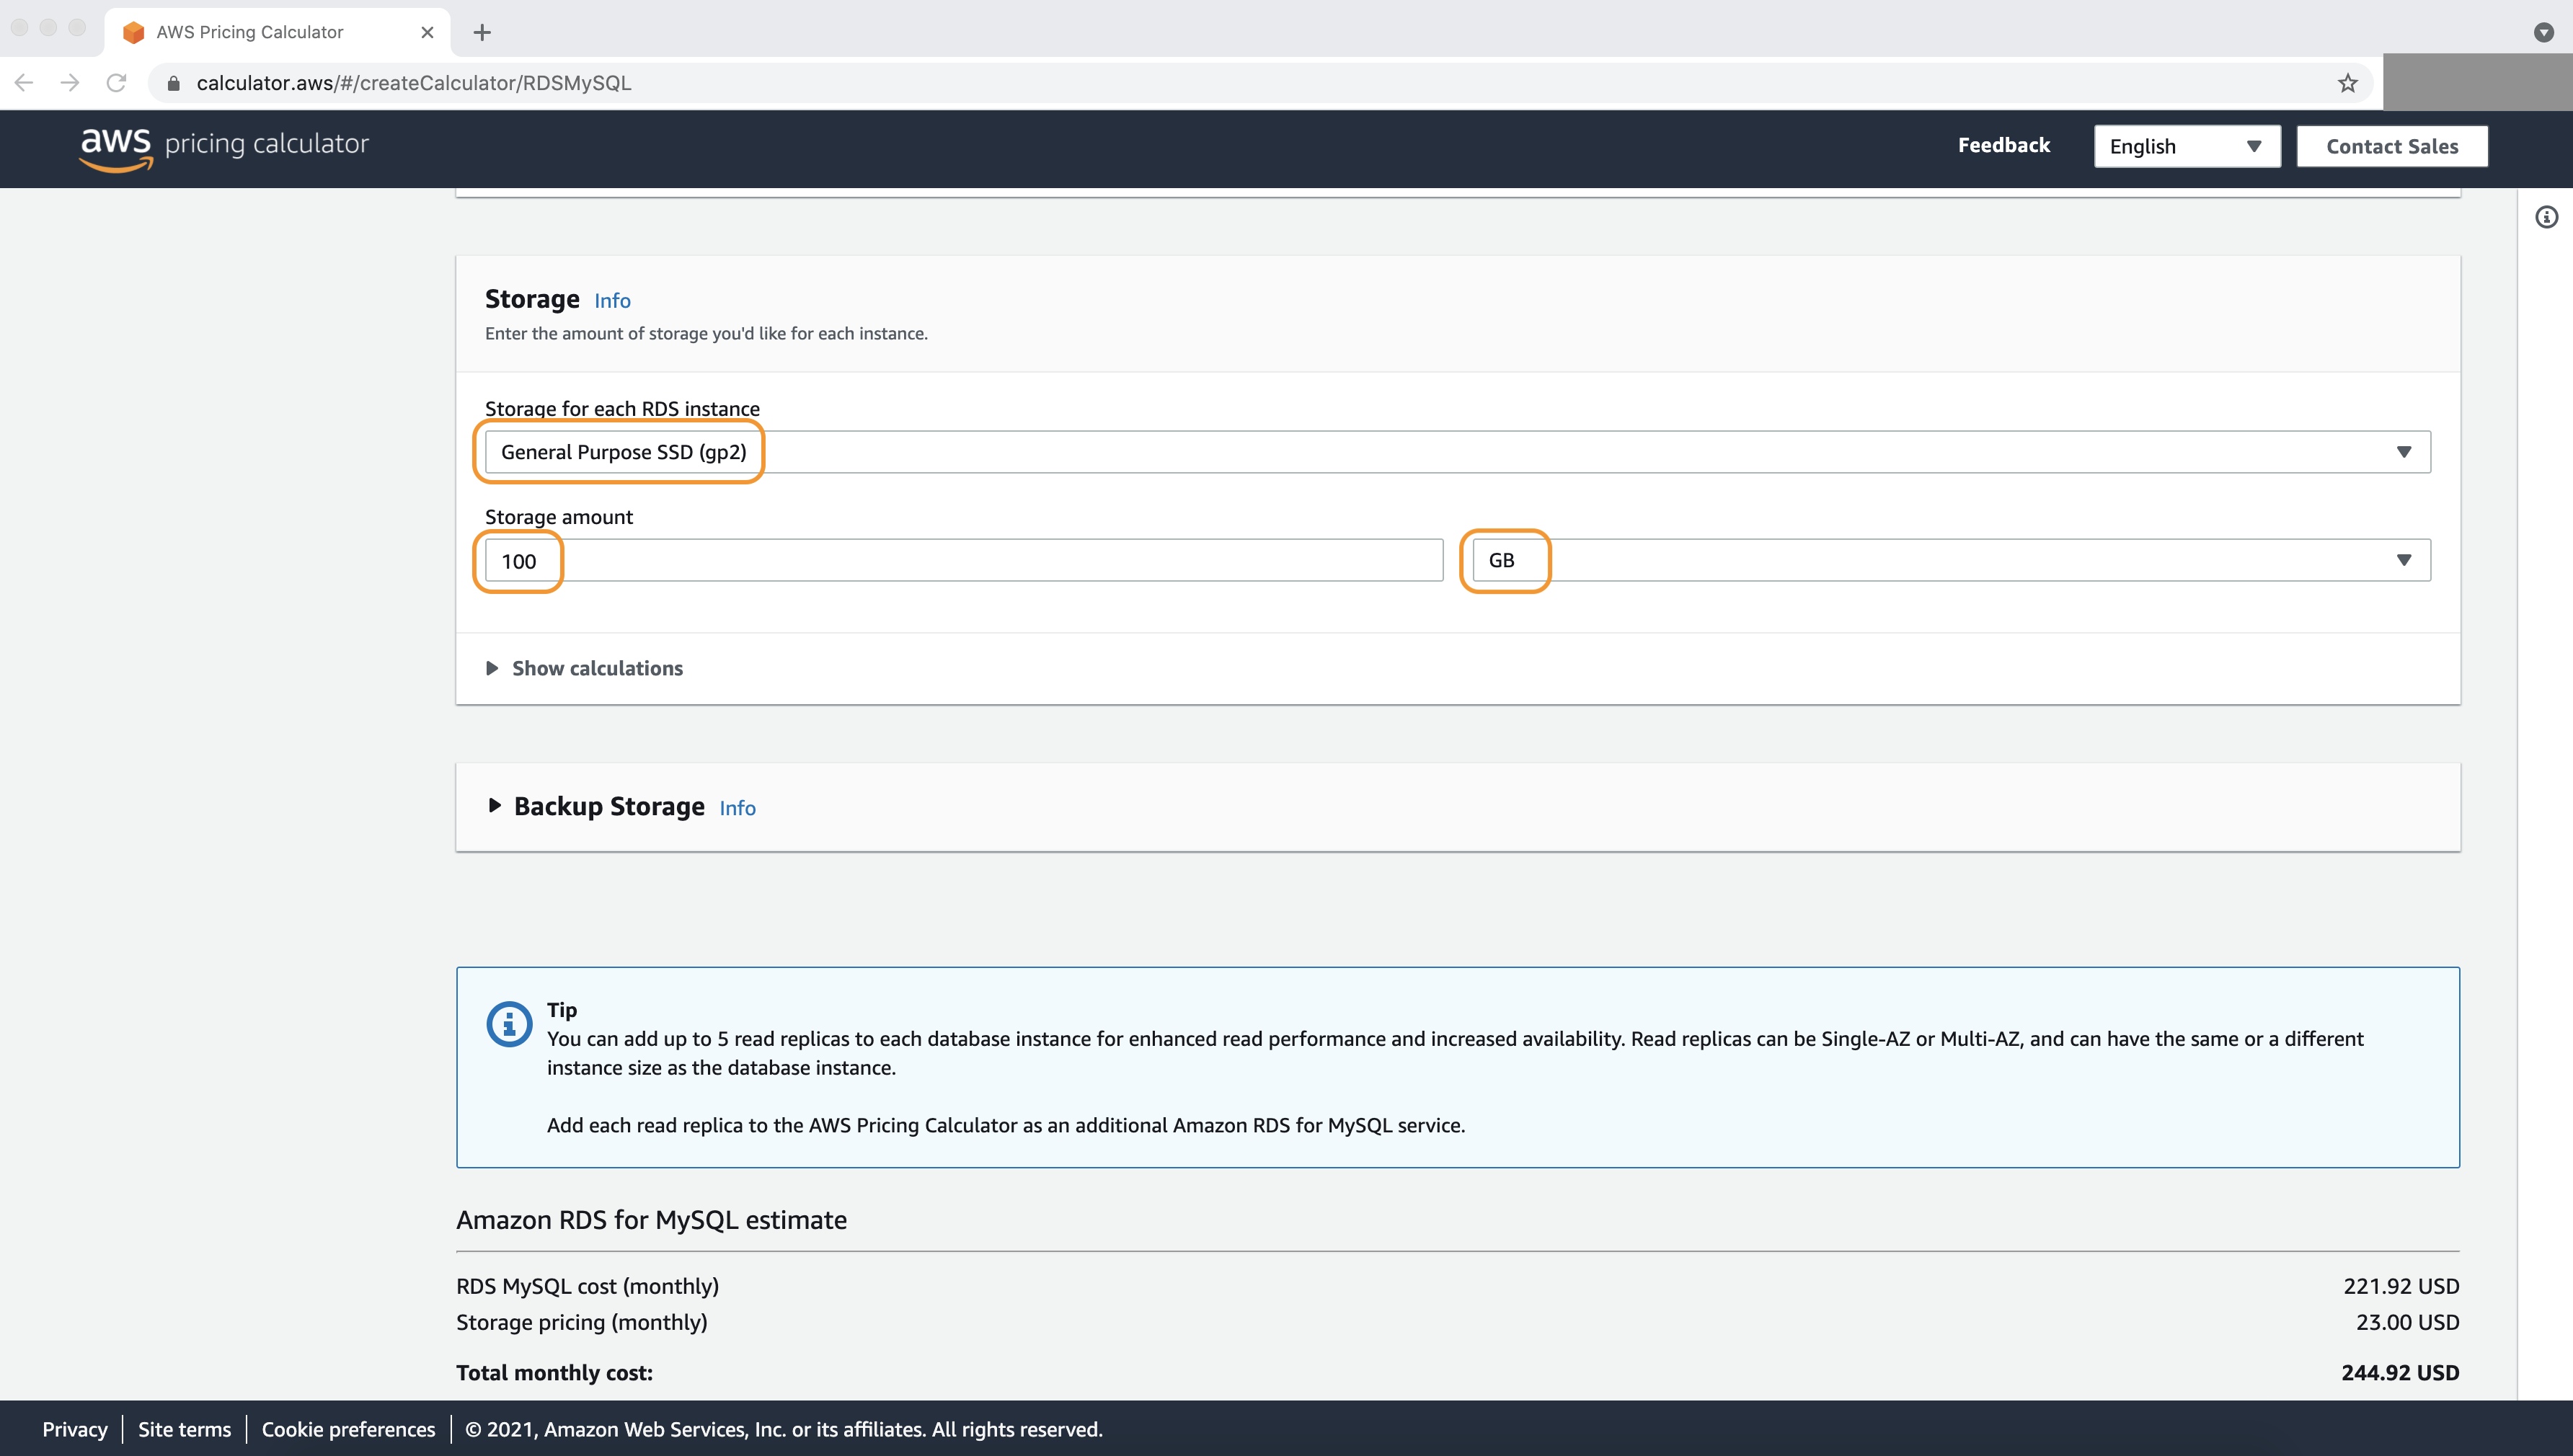 AWS Pricing Calculator
calculator.aws/#/createCalculator/RDSMySQL
aws pricing calculator
Feedback
English
Contact Sales
Storage Info
Enter the amount of storage you'd like for each instance.
Storage for each RDS instance
General Purpose SSD (gp2)
Storage amount
100
GB
Show calculations
Backup Storage Info
Tip
You can add up to 5 read replicas to each database instance for enhanced read performance and increased availability. Read replicas can be Single-AZ or Multi-AZ, and can have the same or a different
instance size as the database instance.
Add each read replica to the AWS Pricing Calculator as an additional Amazon RDS for MySQL service.
Amazon RDS for MySQL estimate
RDS MySQL cost (monthly) 221.92 USD
Storage pricing (monthly) 23.00 USD
Total monthly cost: 244.92 USD
Privacy | Site terms | Cookie preferences | © 2021, Amazon Web Services, Inc. or its affiliates. All rights reserved.